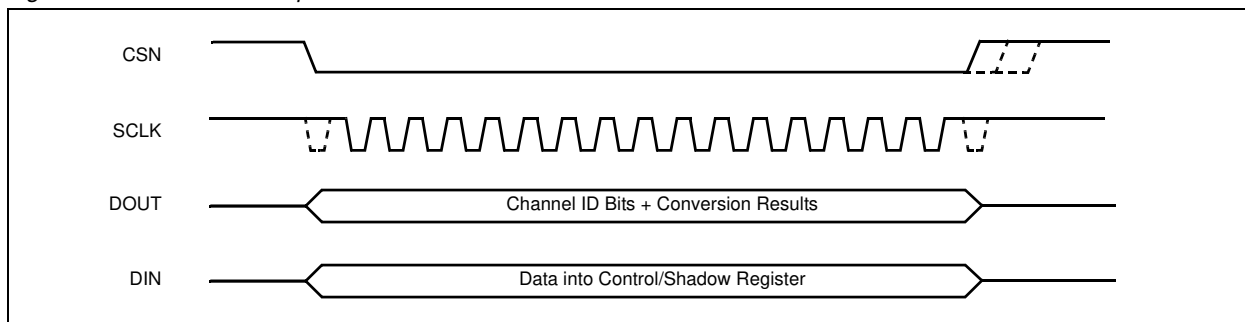 CSN
SCLK
DOUT
Channel ID Bits + Conversion Results
DIN
Data into Control/Shadow Register